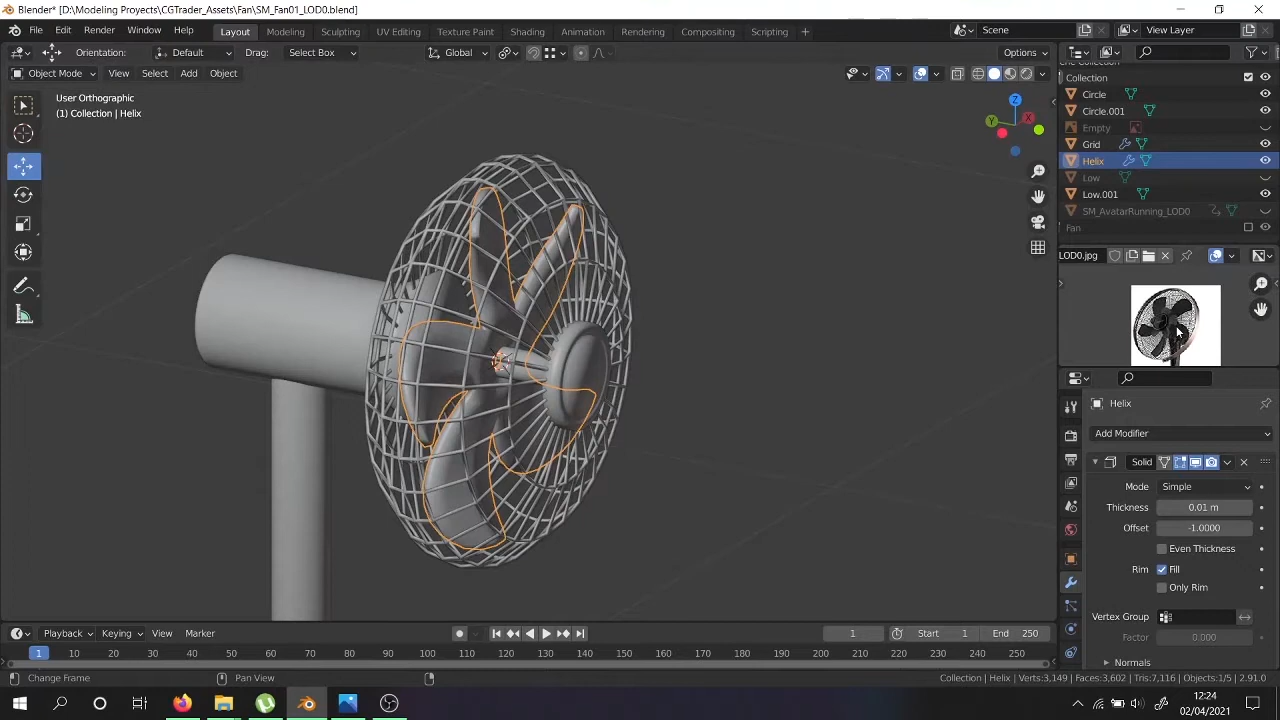 Blender* [D:\Modeling Projects\CGTrader_Assets\Fan\SM_Fan01_LOD0.blend]
File Edit Render Window Help Layout Modeling Sculpting UV Editing Texture Paint Shading Animation Rendering Compositing Scripting + Scene View Layer
Orientation: Default Drag: Select Box Global Options
Object Mode View Select Add Object
User Orthographic
(1) Collection | Helix
Z
Y
X
Collection
Circle
Circle.001
Empty
Grid
Helix
Low
Low.001
SM_AvatarRunning_LOD0
Fan
LOD0.jpg
Helix
Add Modifier
Solid
Mode Simple
Thickness 0.01 m
Offset -1.0000
Even Thickness
Rim Fill
Only Rim
Vertex Group
Factor 0.000
Normals
Playback Keying View Marker 1 Start 1 End 250
1 10 20 30 40 50 60 70 80 90 100 110 120 130 140 150 160 170 180 190 200 210 220 230 240 250
Change Frame Pan View Collection | Helix | Verts:3,149 | Faces:3,602 | Tris:7,116 | Objects:1/5 | 2.91.0
12:24
02/04/2021